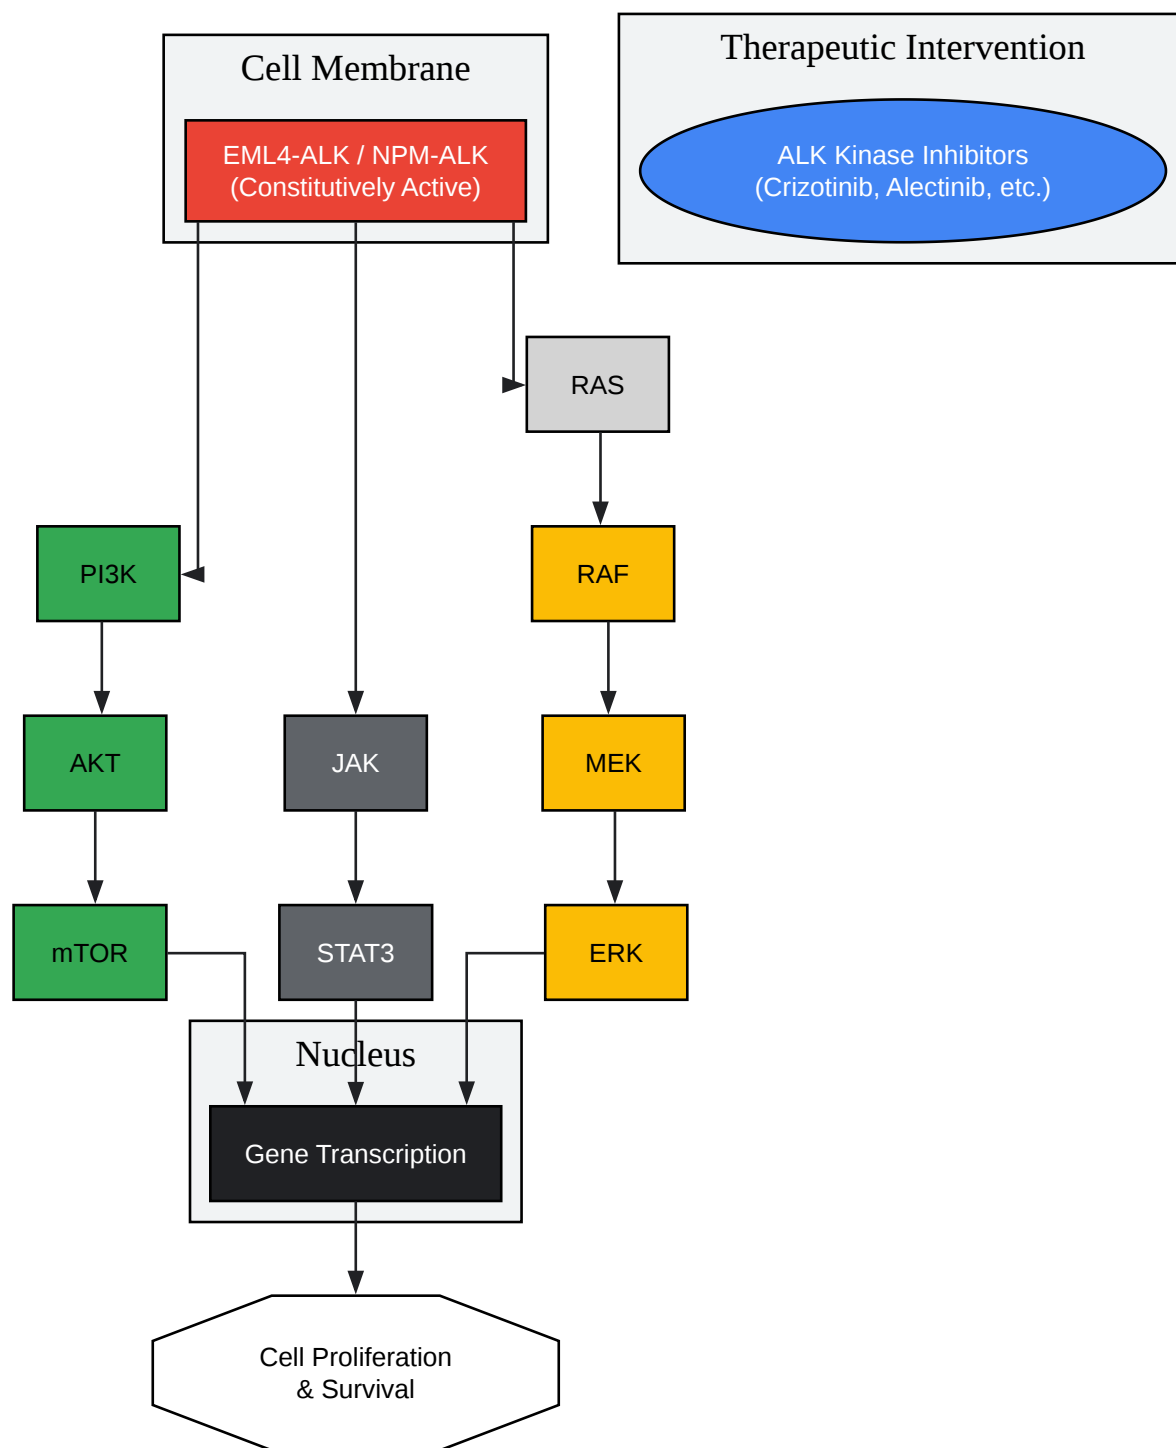 Cell Membrane
EML4-ALK / NPM-ALK
(Constitutively Active)
Therapeutic Intervention
ALK Kinase Inhibitors
(Crizotinib, Alectinib, etc.)
RAS
PI3K
RAF
AKT
JAK
MEK
mTOR
STAT3
ERK
Nucleus
Gene Transcription
Cell Proliferation
& Survival